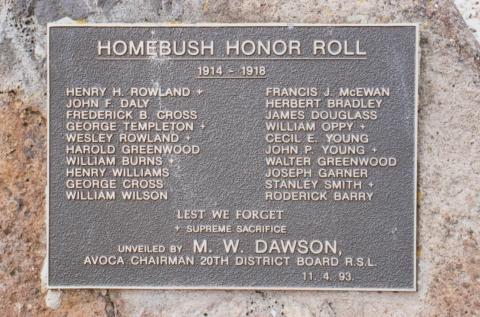 HOMEBUSH HONOR ROLL
1914 - 1918
HENRY H. ROWLAND +
JOHN F. DALY
FREDERICK B. CROSS
GEORGE TEMPLETON +
WESLEY ROWLAND +
HAROLD GREENWOOD
WILLIAM BURNS +
HENRY WILLIAMS
GEORGE CROSS
WILLIAM WILSON
FRANCIS J. McEWAN
HERBERT BRADLEY
JAMES DOUGLASS
WILLIAM OPPY +
CECIL E. YOUNG
JOHN P. YOUNG +
WALTER GREENWOOD
JOSEPH GARNER
STANLEY SMITH +
RODERICK BARRY
LEST WE FORGET
+ SUPREME SACRIFICE
UNVEILED BY M. W. DAWSON,
AVOCA CHAIRMAN 20TH DISTRICT BOARD R.S.L.
11. 4. 93.